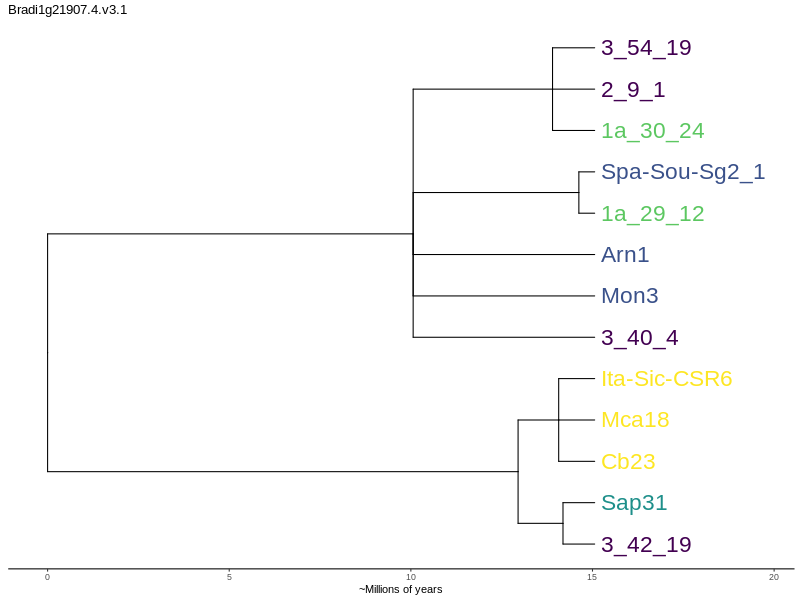 Bradi1g21907.4.v3.1
3_54_19
2_9_1
1a_30_24
Spa-Sou-Sg2_1
1a_29_12
Arn1
Mon3
3_40_4
Ita-Sic-CSR6
Mca18
Cb23
Sap31
3_42_19
0 5 10 15 20
~Millions of years